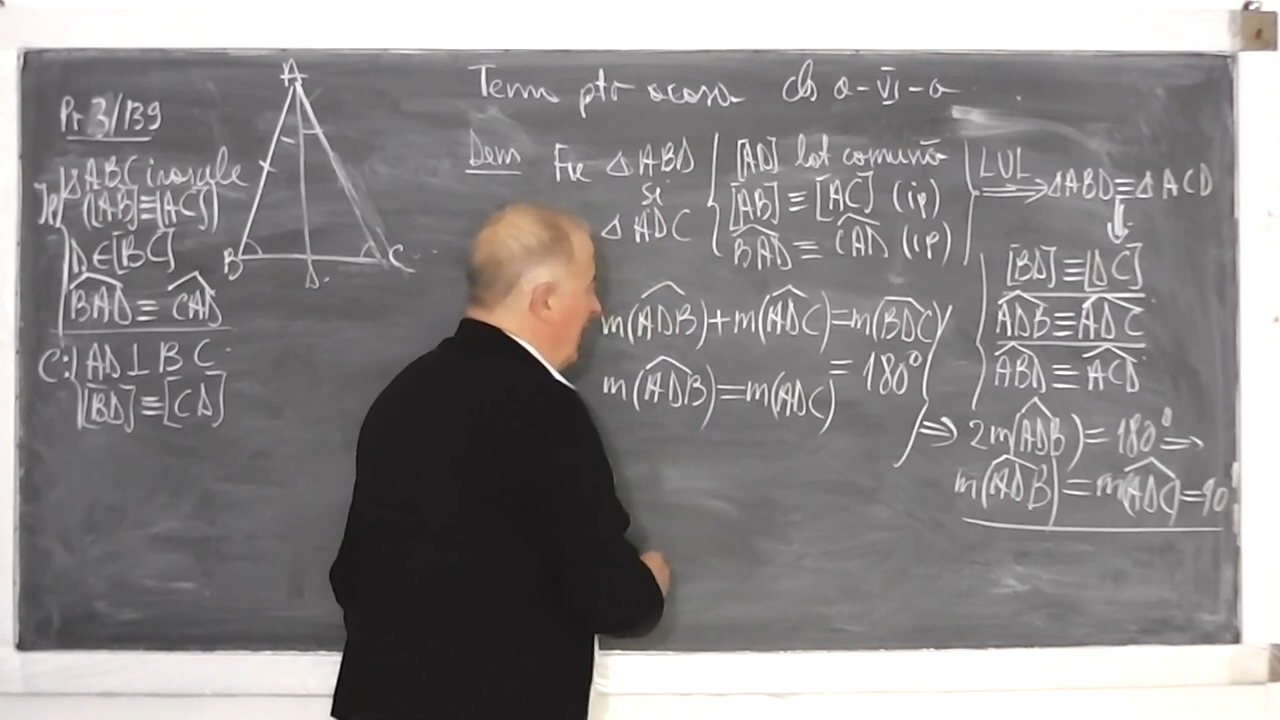 Tema ptr acasa cls a-VI-a
Pr 3/139
Ip △ABC isoscele
([AB]≡[AC])
D∈[BC]
BAD ≡ CAD
C: AD⊥BC
[BD]≡[CD]
A
B
D
C
Dem Fie △ABD
si
△ADC
[AD] lat comună
[AB] ≡ [AC] (ip)
BAD ≡ CAD (ip)
LUL
⇒ △ABD≡△ACD
⇓
[BD]≡[DC]
ADB≡ADC
ABD≡ACD
m(ADB)+m(ADC)=m(BDC)
= 180°
m(ADB)=m(ADC)
⇒ 2m(ADB)=180° ⇒
m(ADB)=m(ADC)=90°